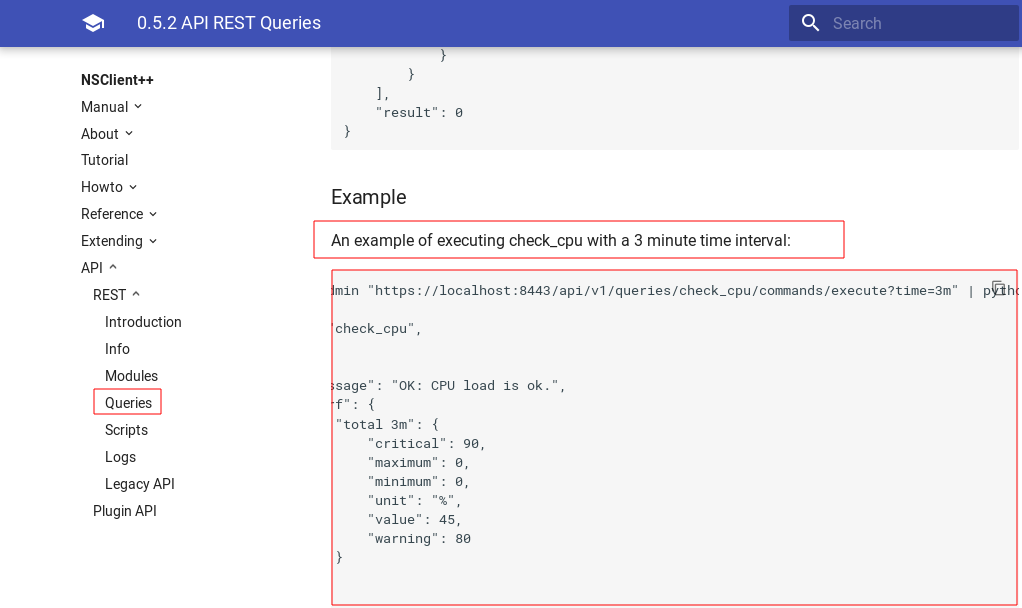 0.5.2 API REST Queries
Search
NSClient++
Manual
About
Tutorial
Howto
Reference
Extending
API
REST
Introduction
Info
Modules
Queries
Scripts
Logs
Legacy API
Plugin API
}
}
],
"result": 0
}
Example
An example of executing check_cpu with a 3 minute time interval:
dmin "https://localhost:8443/api/v1/queries/check_cpu/commands/execute?time=3m" | pytho
"check_cpu",
ssage": "OK: CPU load is ok.",
rf": {
"total 3m": {
"critical": 90,
"maximum": 0,
"minimum": 0,
"unit": "%",
"value": 45,
"warning": 80
}